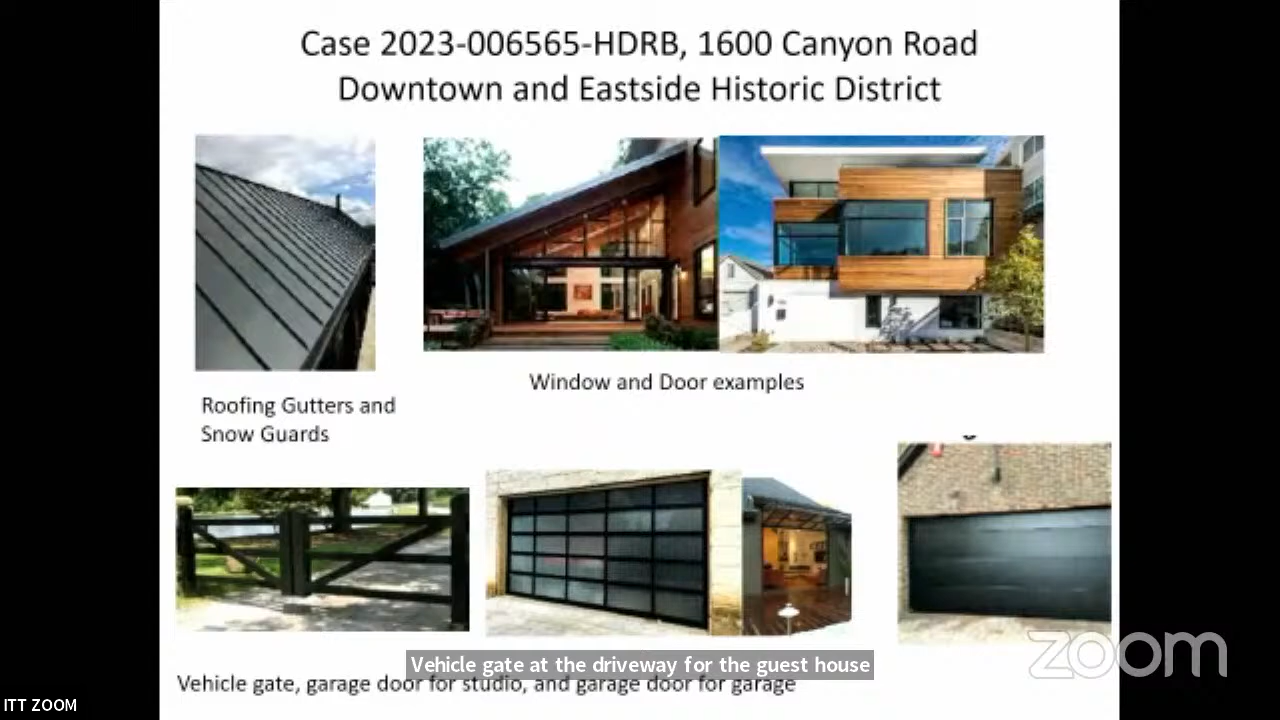 Case 2023-006565-HDRB, 1600 Canyon Road
Downtown and Eastside Historic District
Window and Door examples
Roofing Gutters and
Snow Guards
Vehicle gate at the driveway for the guest house
Vehicle gate, garage door for studio, and garage door for garage
zoom
ITT ZOOM